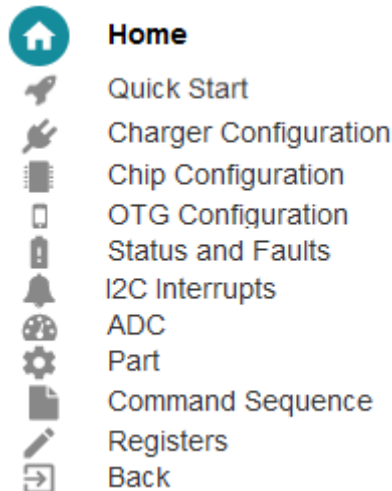 Home
Quick Start
Charger Configuration
Chip Configuration
OTG Configuration
Status and Faults
I2C Interrupts
ADC
Part
Command Sequence
Registers
Back